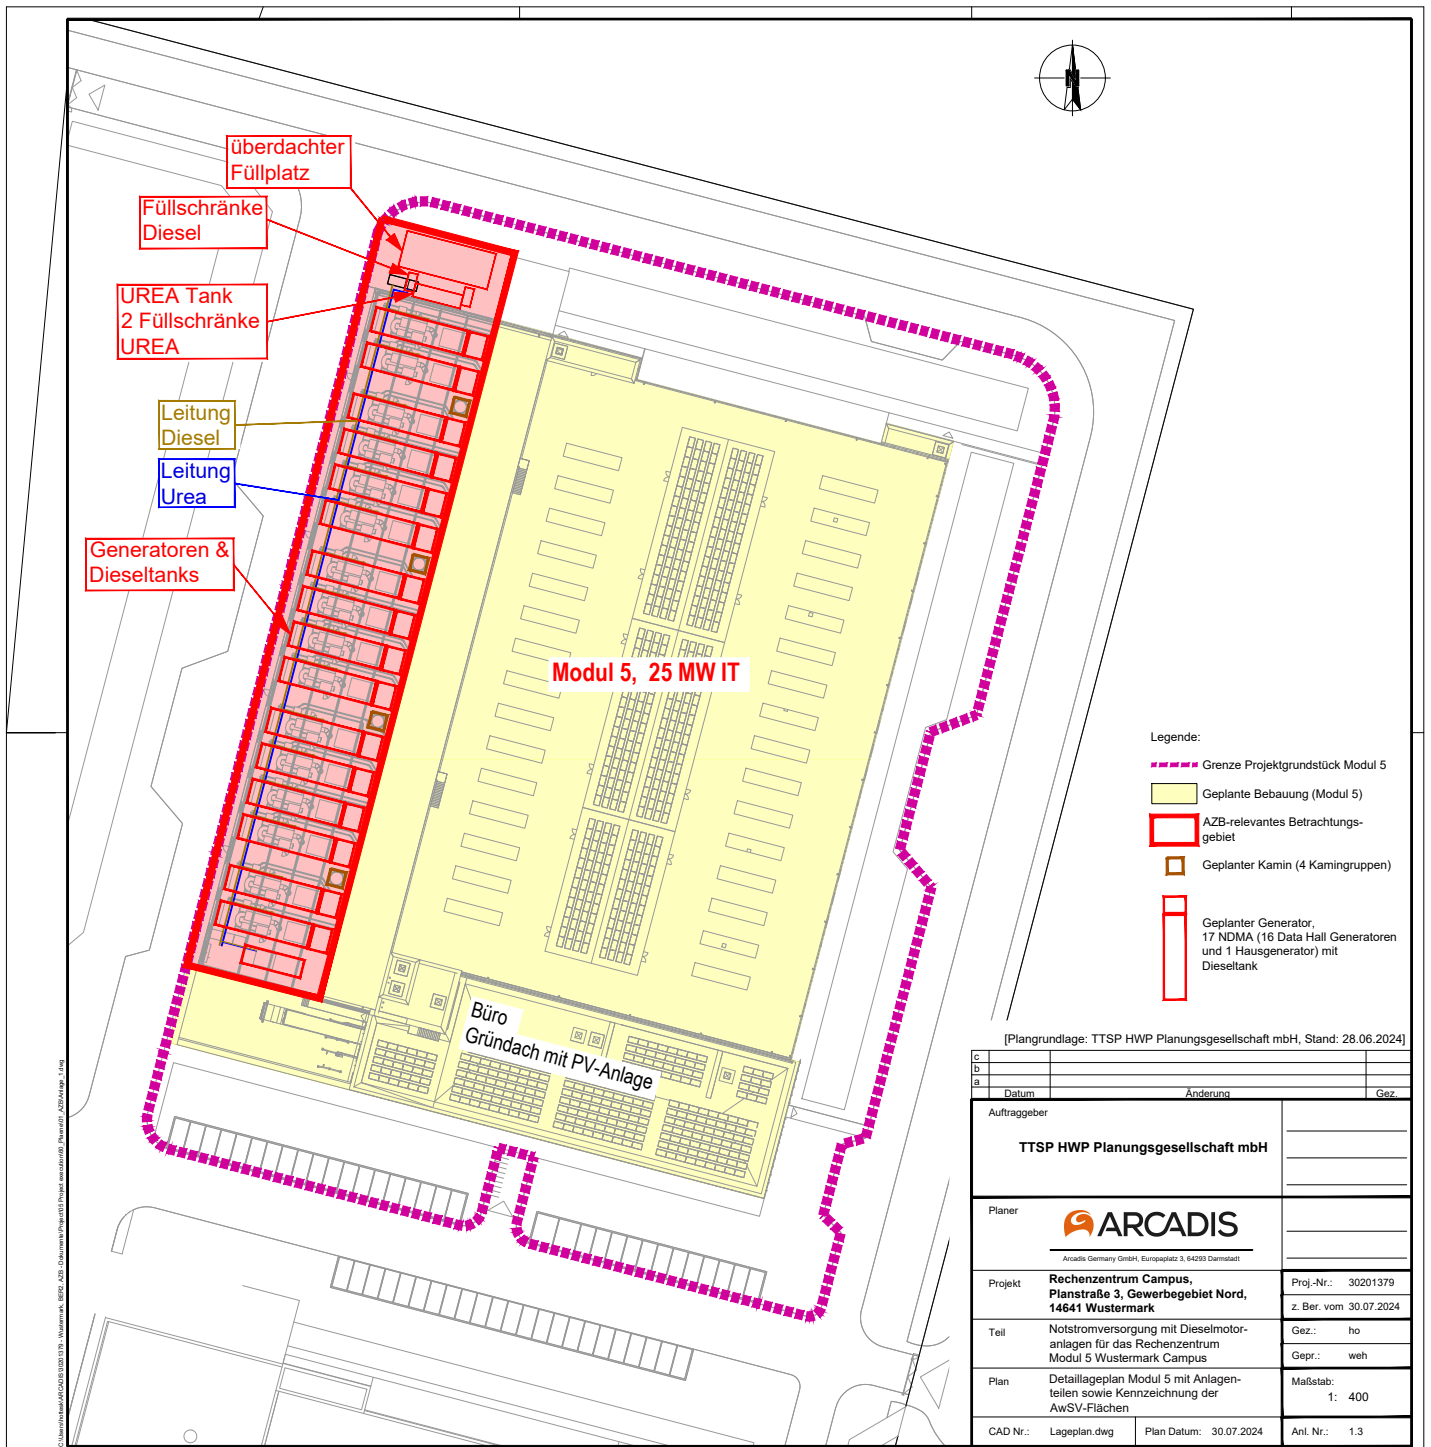 N
überdachter
Füllplatz
Füllschränke
Diesel
UREA Tank
2 Füllschränke
UREA
Leitung
Diesel
Leitung
Urea
Generatoren &
Dieseltanks
Modul 5, 25 MW IT
Büro
Gründach mit PV-Anlage
Legende:
Grenze Projektgrundstück Modul 5
Geplante Bebauung (Modul 5)
AZB-relevantes Betrachtungs-
gebiet
Geplanter Kamin (4 Kamingruppen)
Geplanter Generator,
17 NDMA (16 Data Hall Generatoren
und 1 Hausgenerator) mit
Dieseltank
[Plangrundlage: TTSP HWP Planungsgesellschaft mbH, Stand: 28.06.2024]
c
b
a
Datum Änderung Gez.
Auftraggeber
TTSP HWP Planungsgesellschaft mbH
Planer
ARCADIS
Arcadis Germany GmbH, Europaplatz 3, 64293 Darmstadt
Projekt
Rechenzentrum Campus,
Planstraße 3, Gewerbegebiet Nord,
14641 Wustermark
Proj.-Nr.: 30201379
z. Ber. vom 30.07.2024
Teil
Notstromversorgung mit Dieselmotor-
anlagen für das Rechenzentrum
Modul 5 Wustermark Campus
Gez.: ho
Gepr.: weh
Plan
Detaillageplan Modul 5 mit Anlagen-
teilen sowie Kennzeichnung der
AwSV-Flächen
Maßstab:
1: 400
CAD Nr.: Lageplan.dwg Plan Datum: 30.07.2024 Anl. Nr.: 1.3